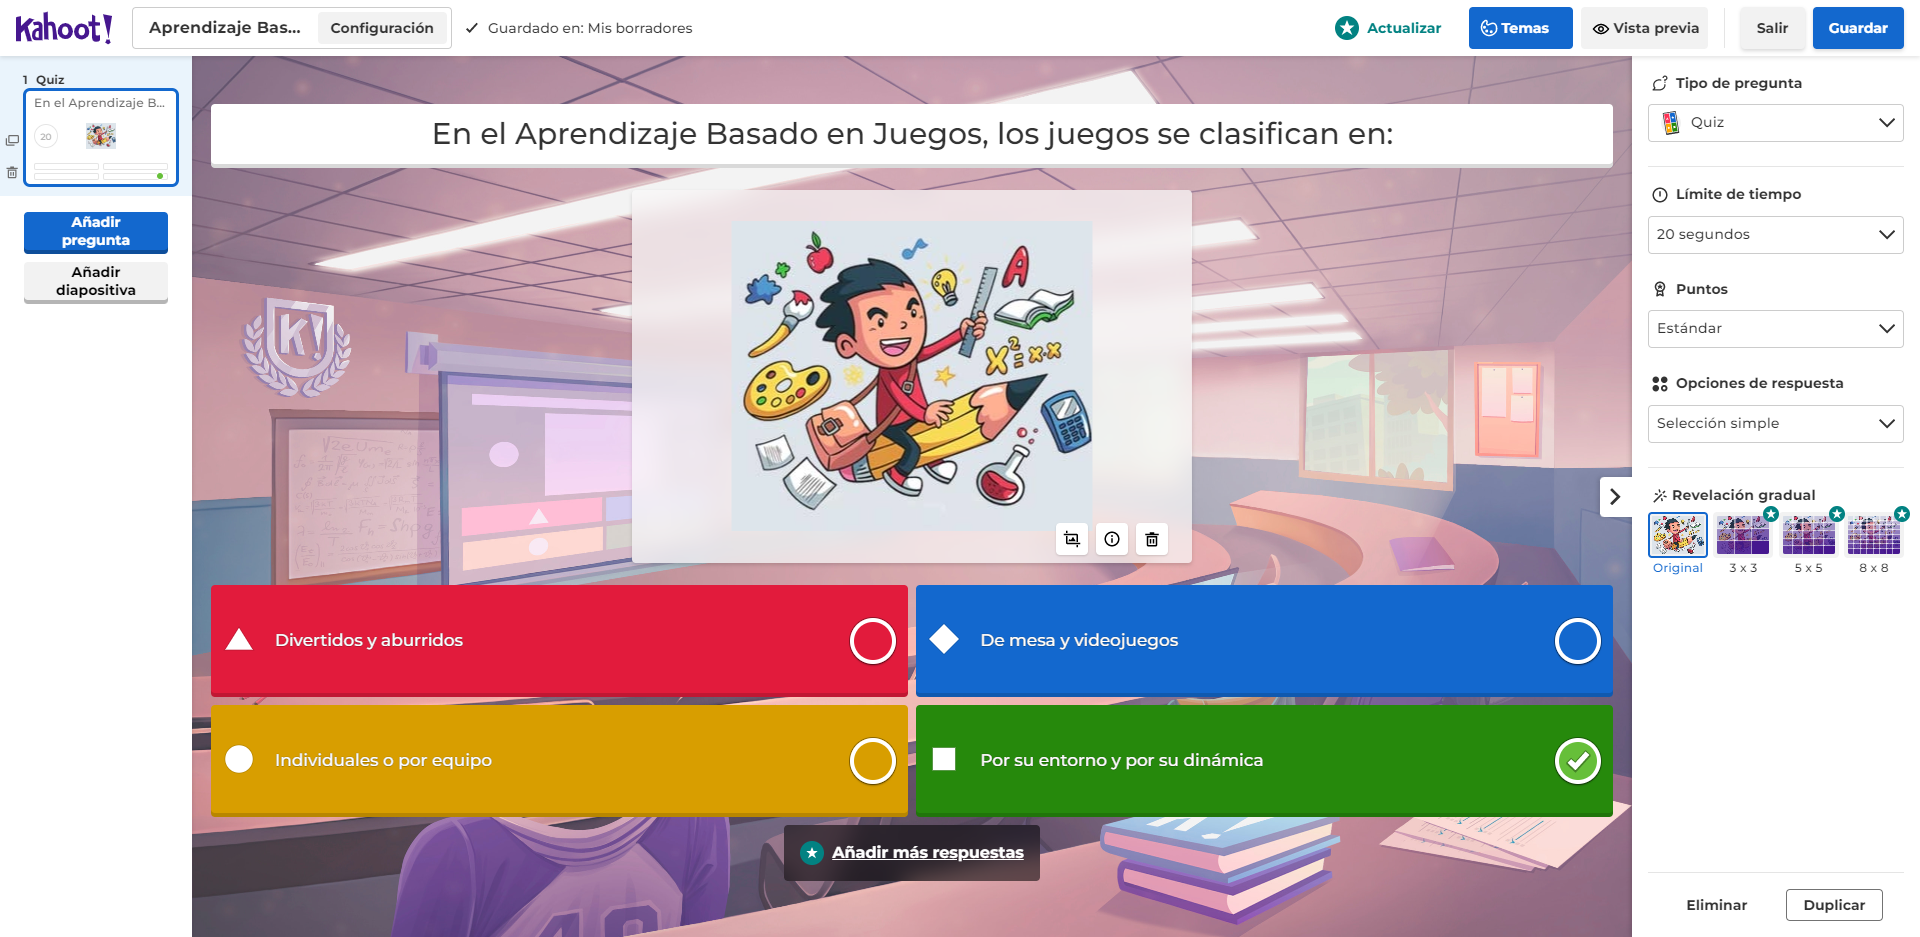 Kahoot!
Aprendizaje Bas...
Configuración
Guardado en: Mis borradores
Actualizar
Temas
Vista previa
Salir
Guardar
1 Quiz
En el Aprendizaje B...
20
Añadir
pregunta
Añadir
diapositiva
En el Aprendizaje Basado en Juegos, los juegos se clasifican en:
K!
A
x² = x·x
Divertidos y aburridos
De mesa y videojuegos
Individuales o por equipo
Por su entorno y por su dinámica
Añadir más respuestas
Tipo de pregunta
Quiz
Límite de tiempo
20 segundos
Puntos
Estándar
Opciones de respuesta
Selección simple
Revelación gradual
Original
3 x 3
5 x 5
8 x 8
Eliminar
Duplicar